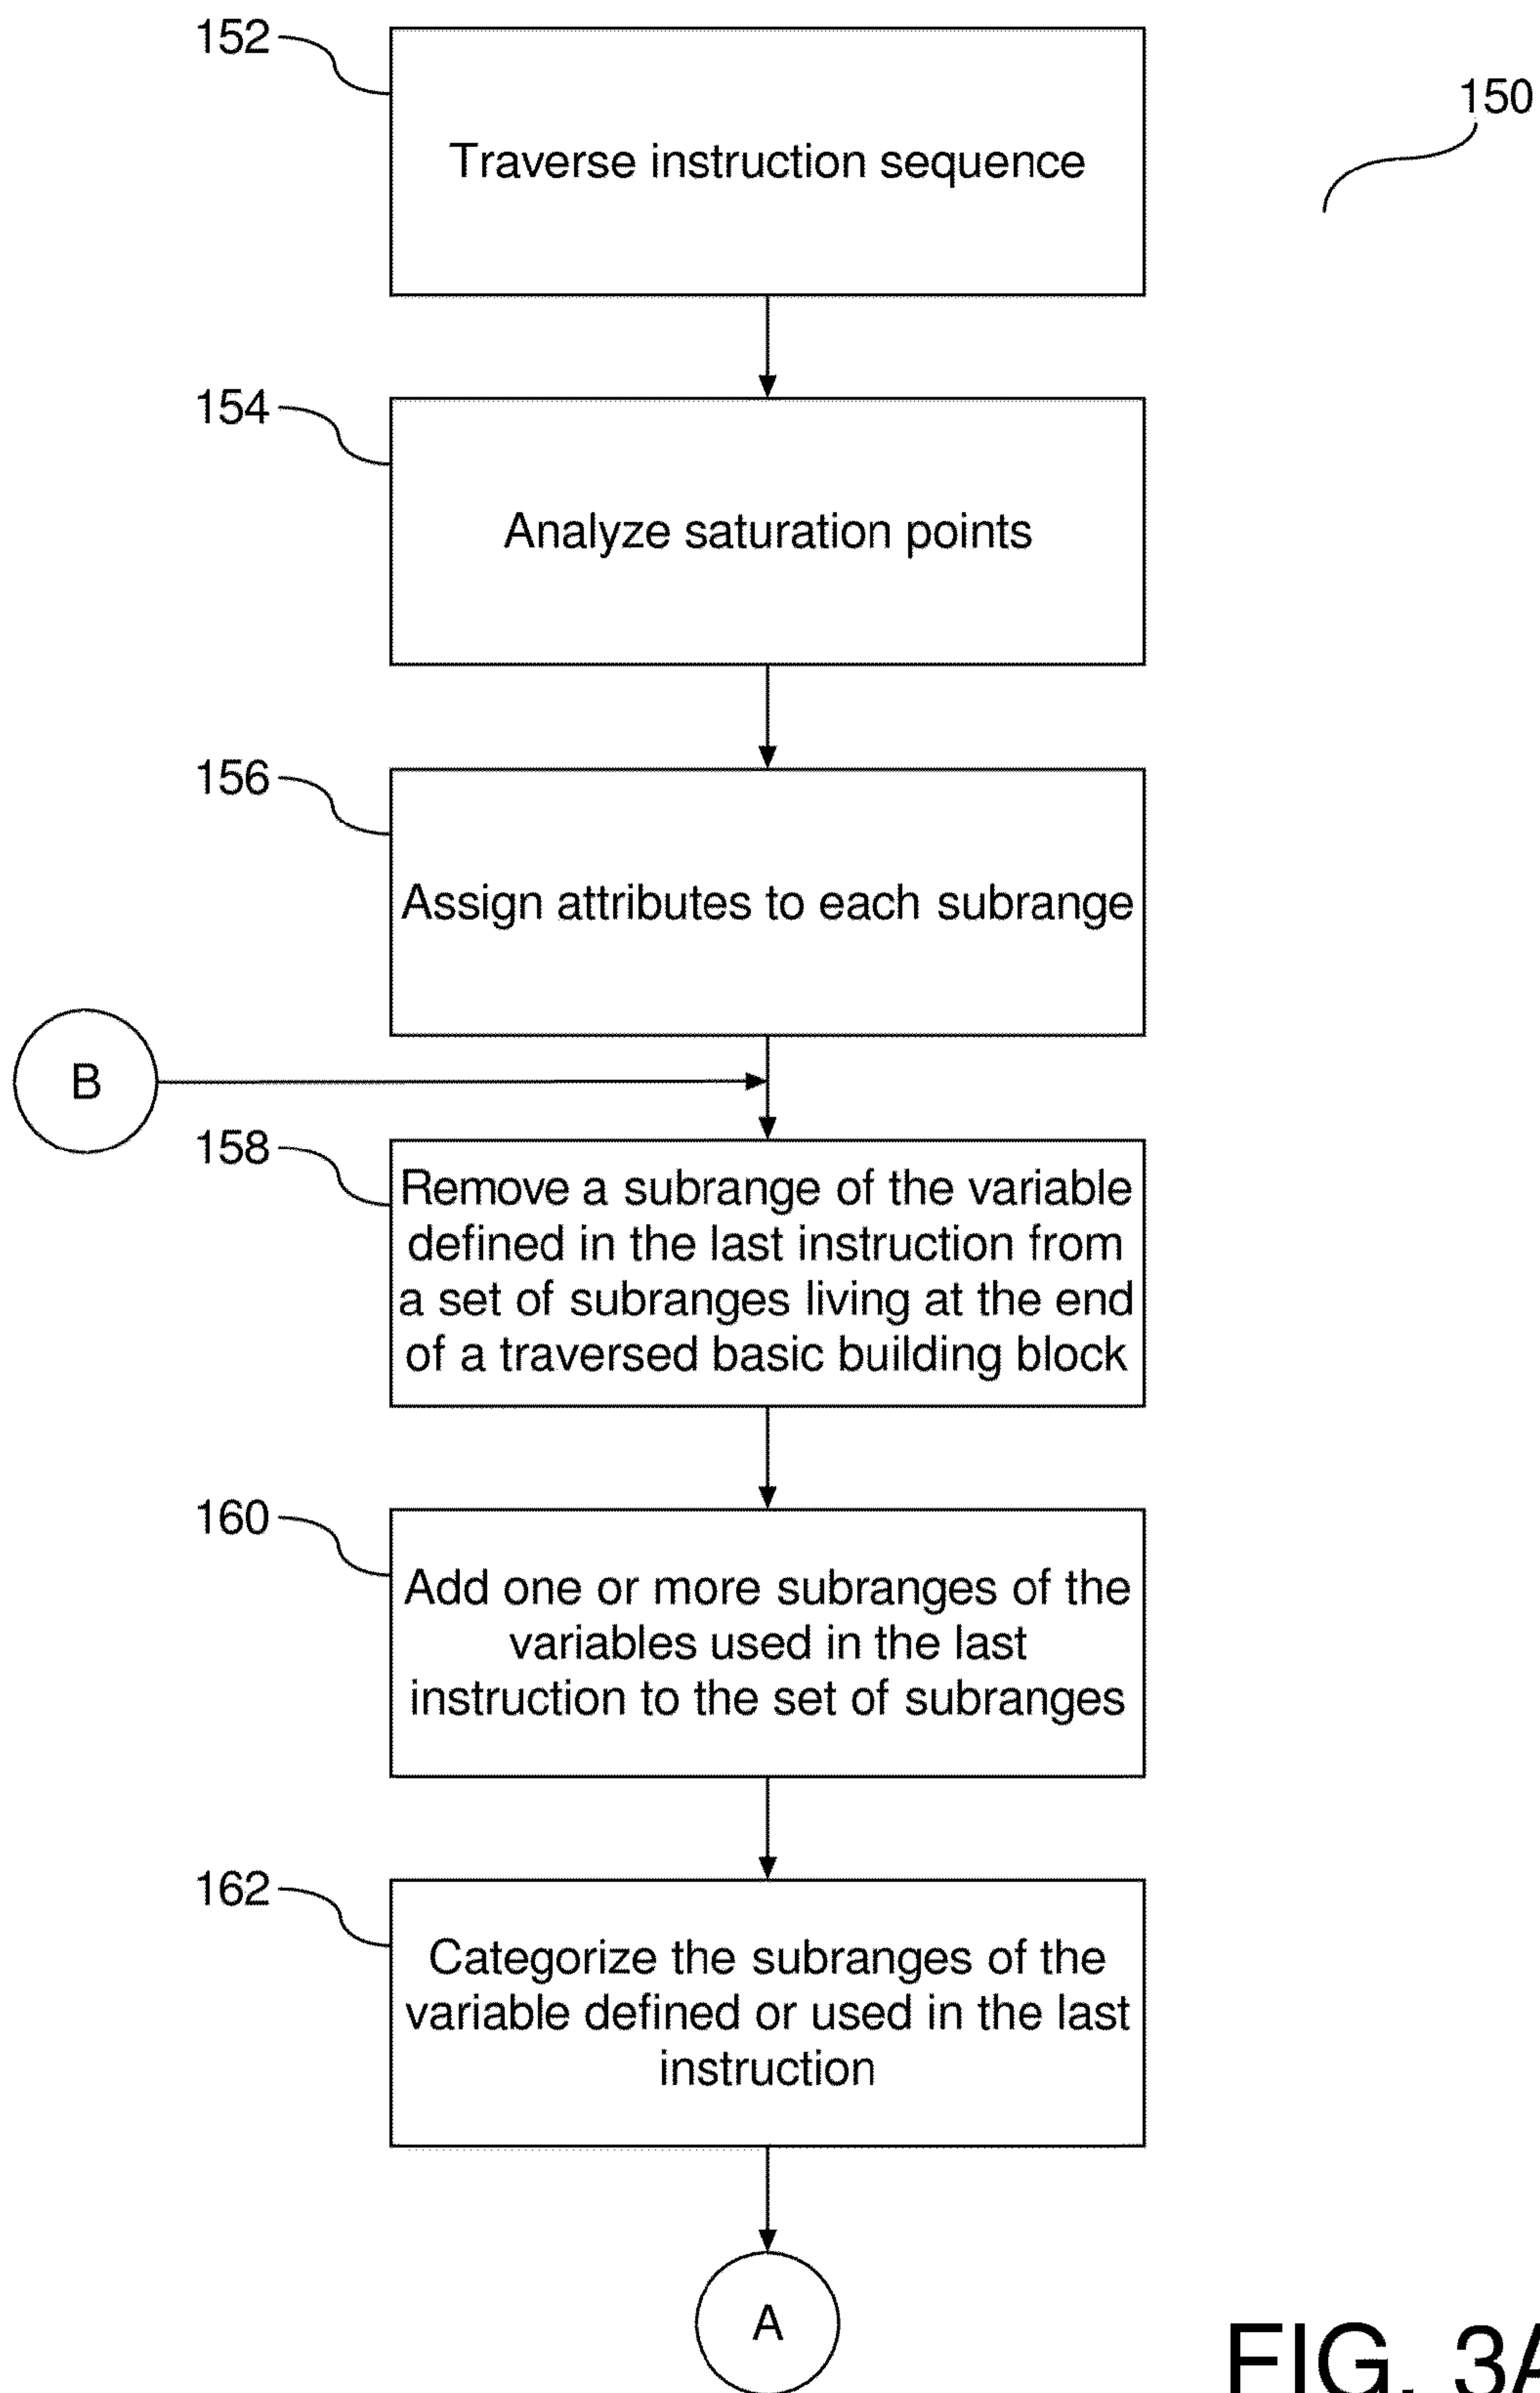 152
150
Traverse instruction sequence
154
Analyze saturation points
156
Assign attributes to each subrange
B
158
Remove a subrange of the variable
defined in the last instruction from
a set of subranges living at the end
of a traversed basic building block
160
Add one or more subranges of the
variables used in the last
instruction to the set of subranges
162
Categorize the subranges of the
variable defined or used in the last
instruction
A
FIG. 3A